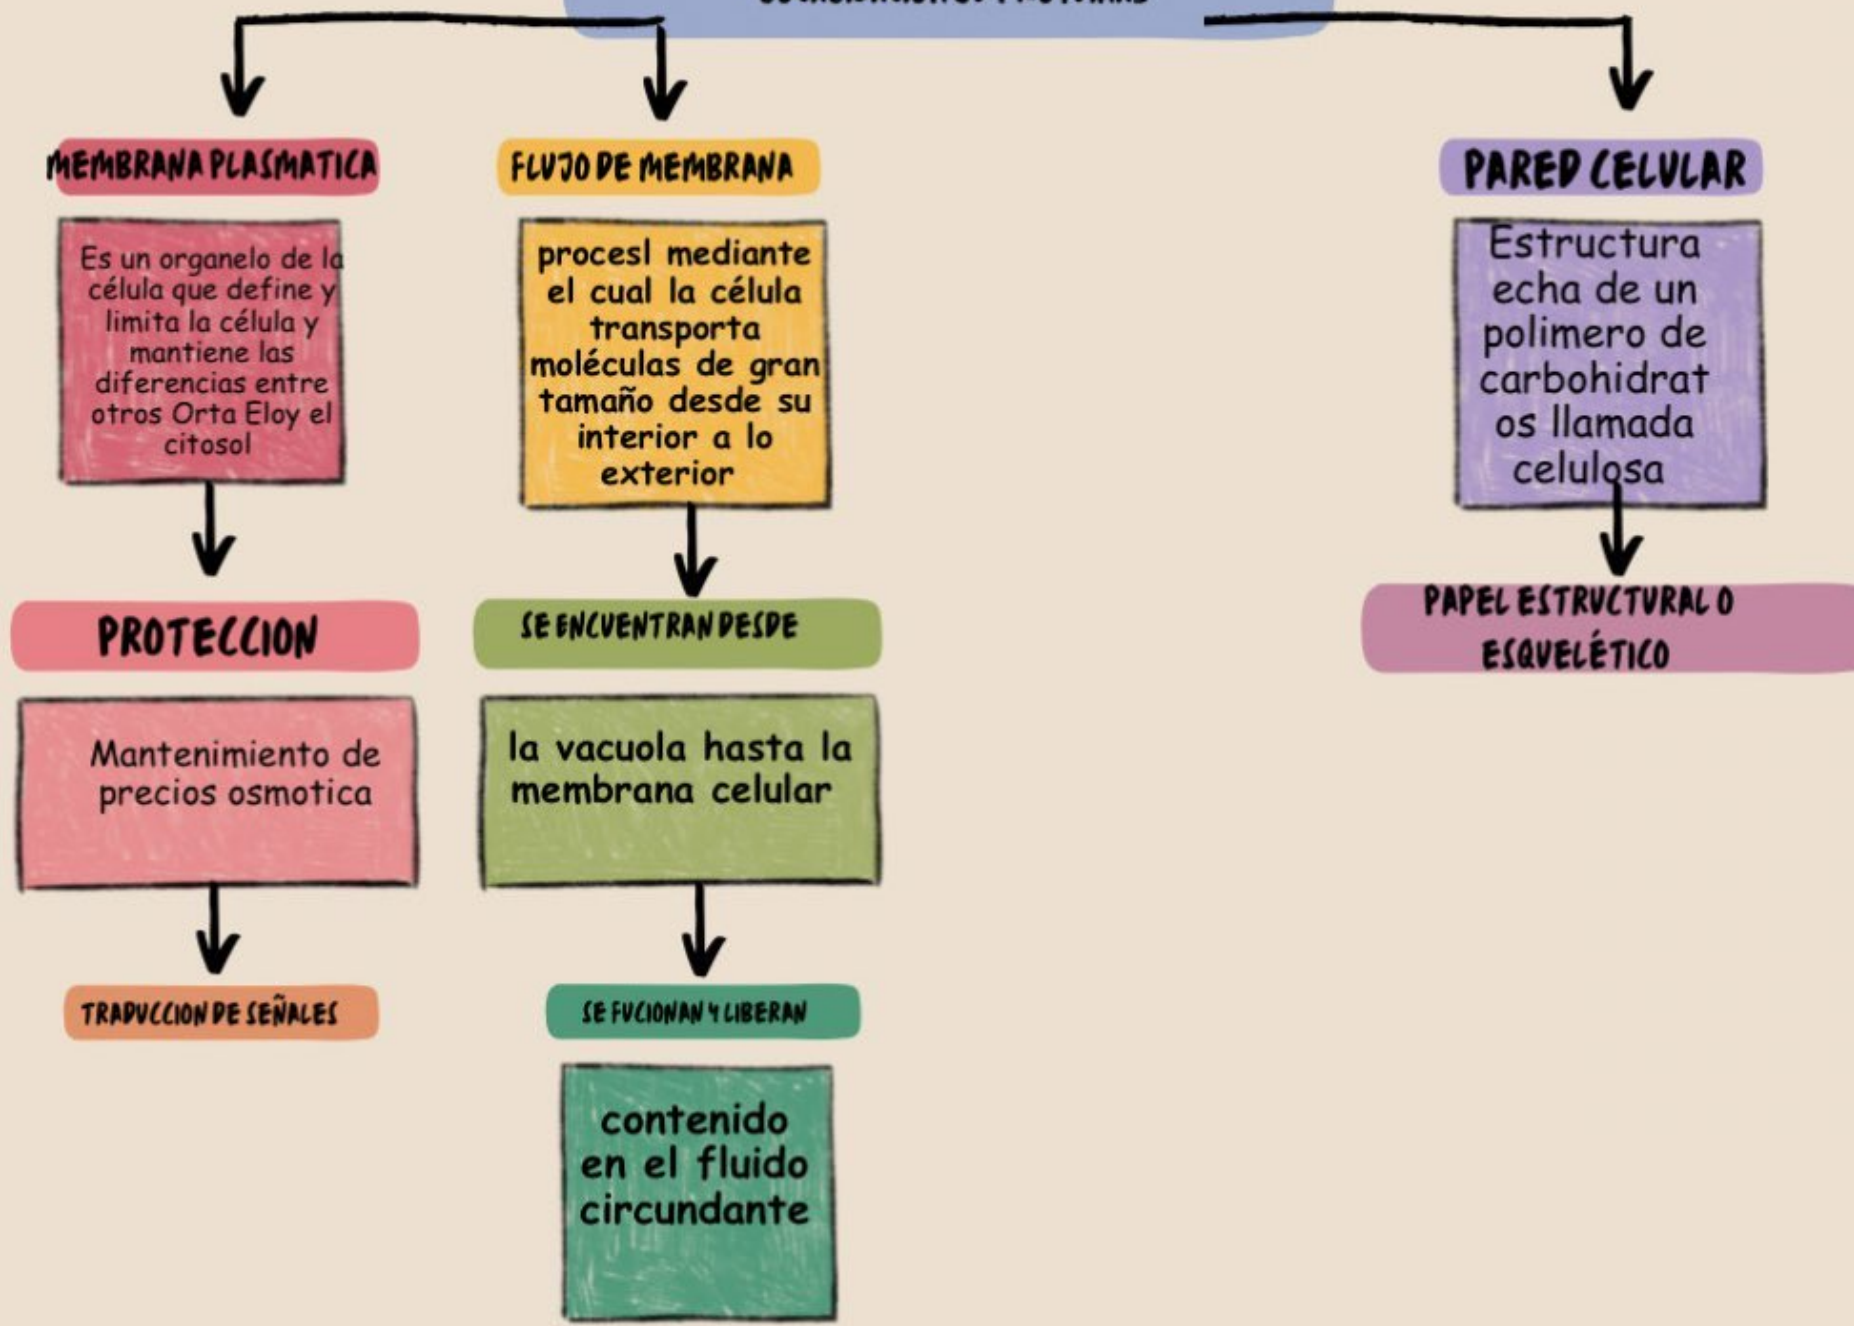 MEMBRANA PLASMATICA
Es un organelo de la
célula que define y
limita la célula y
mantiene las
diferencias entre
otros Orta Eloy el
citosol
PROTECCION
Mantenimiento de
precios osmotica
TRADUCCION DE SEÑALES
FLUJO DE MEMBRANA
procesl mediante
el cual la célula
transporta
moléculas de gran
tamaño desde su
interior a lo
exterior
SE ENCUENTRAN DESDE
la vacuola hasta la
membrana celular
SE FUCIONAN Y LIBERAN
contenido
en el fluido
circundante
PARED CELULAR
Estructura
echa de un
polimero de
carbohidrat
os llamada
celulosa
PAPEL ESTRUCTURAL O
ESQUELÉTICO